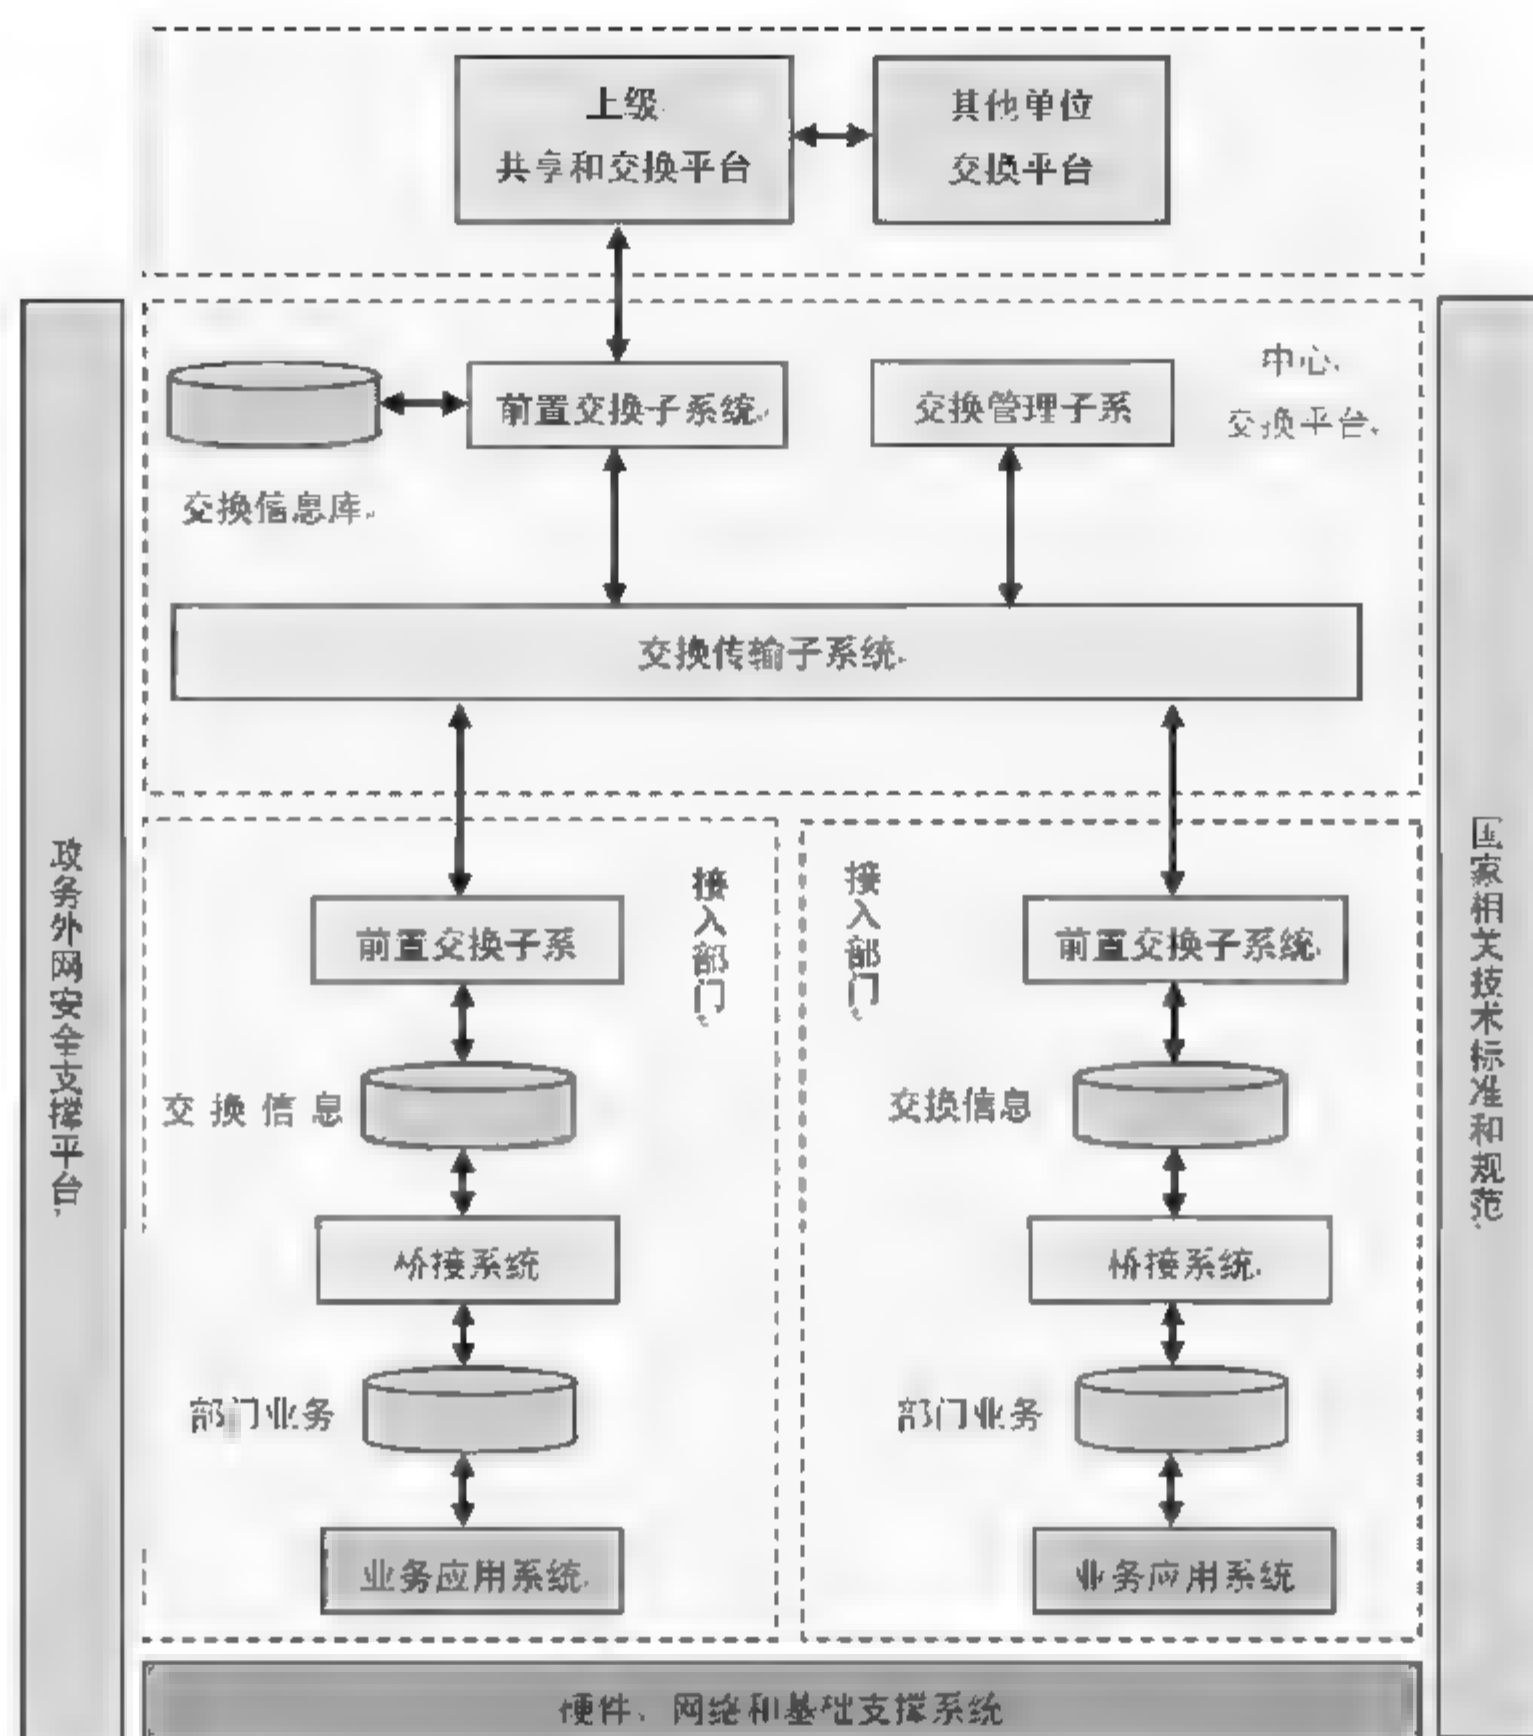 上级
共享和交换平台
其他单位
交换平台
前置交换子系统
交换管理子系
中心
交换平台
交换信息库
交换传输子系统
政务外网安全支撑平台
国家相关技术标准和规范
接入部门
接入部门
前置交换子系
前置交换子系统
交换信息
交换信息
桥接系统
桥接系统
部门业务
部门业务
业务应用系统
业务应用系统
硬件、网络和基础支撑系统